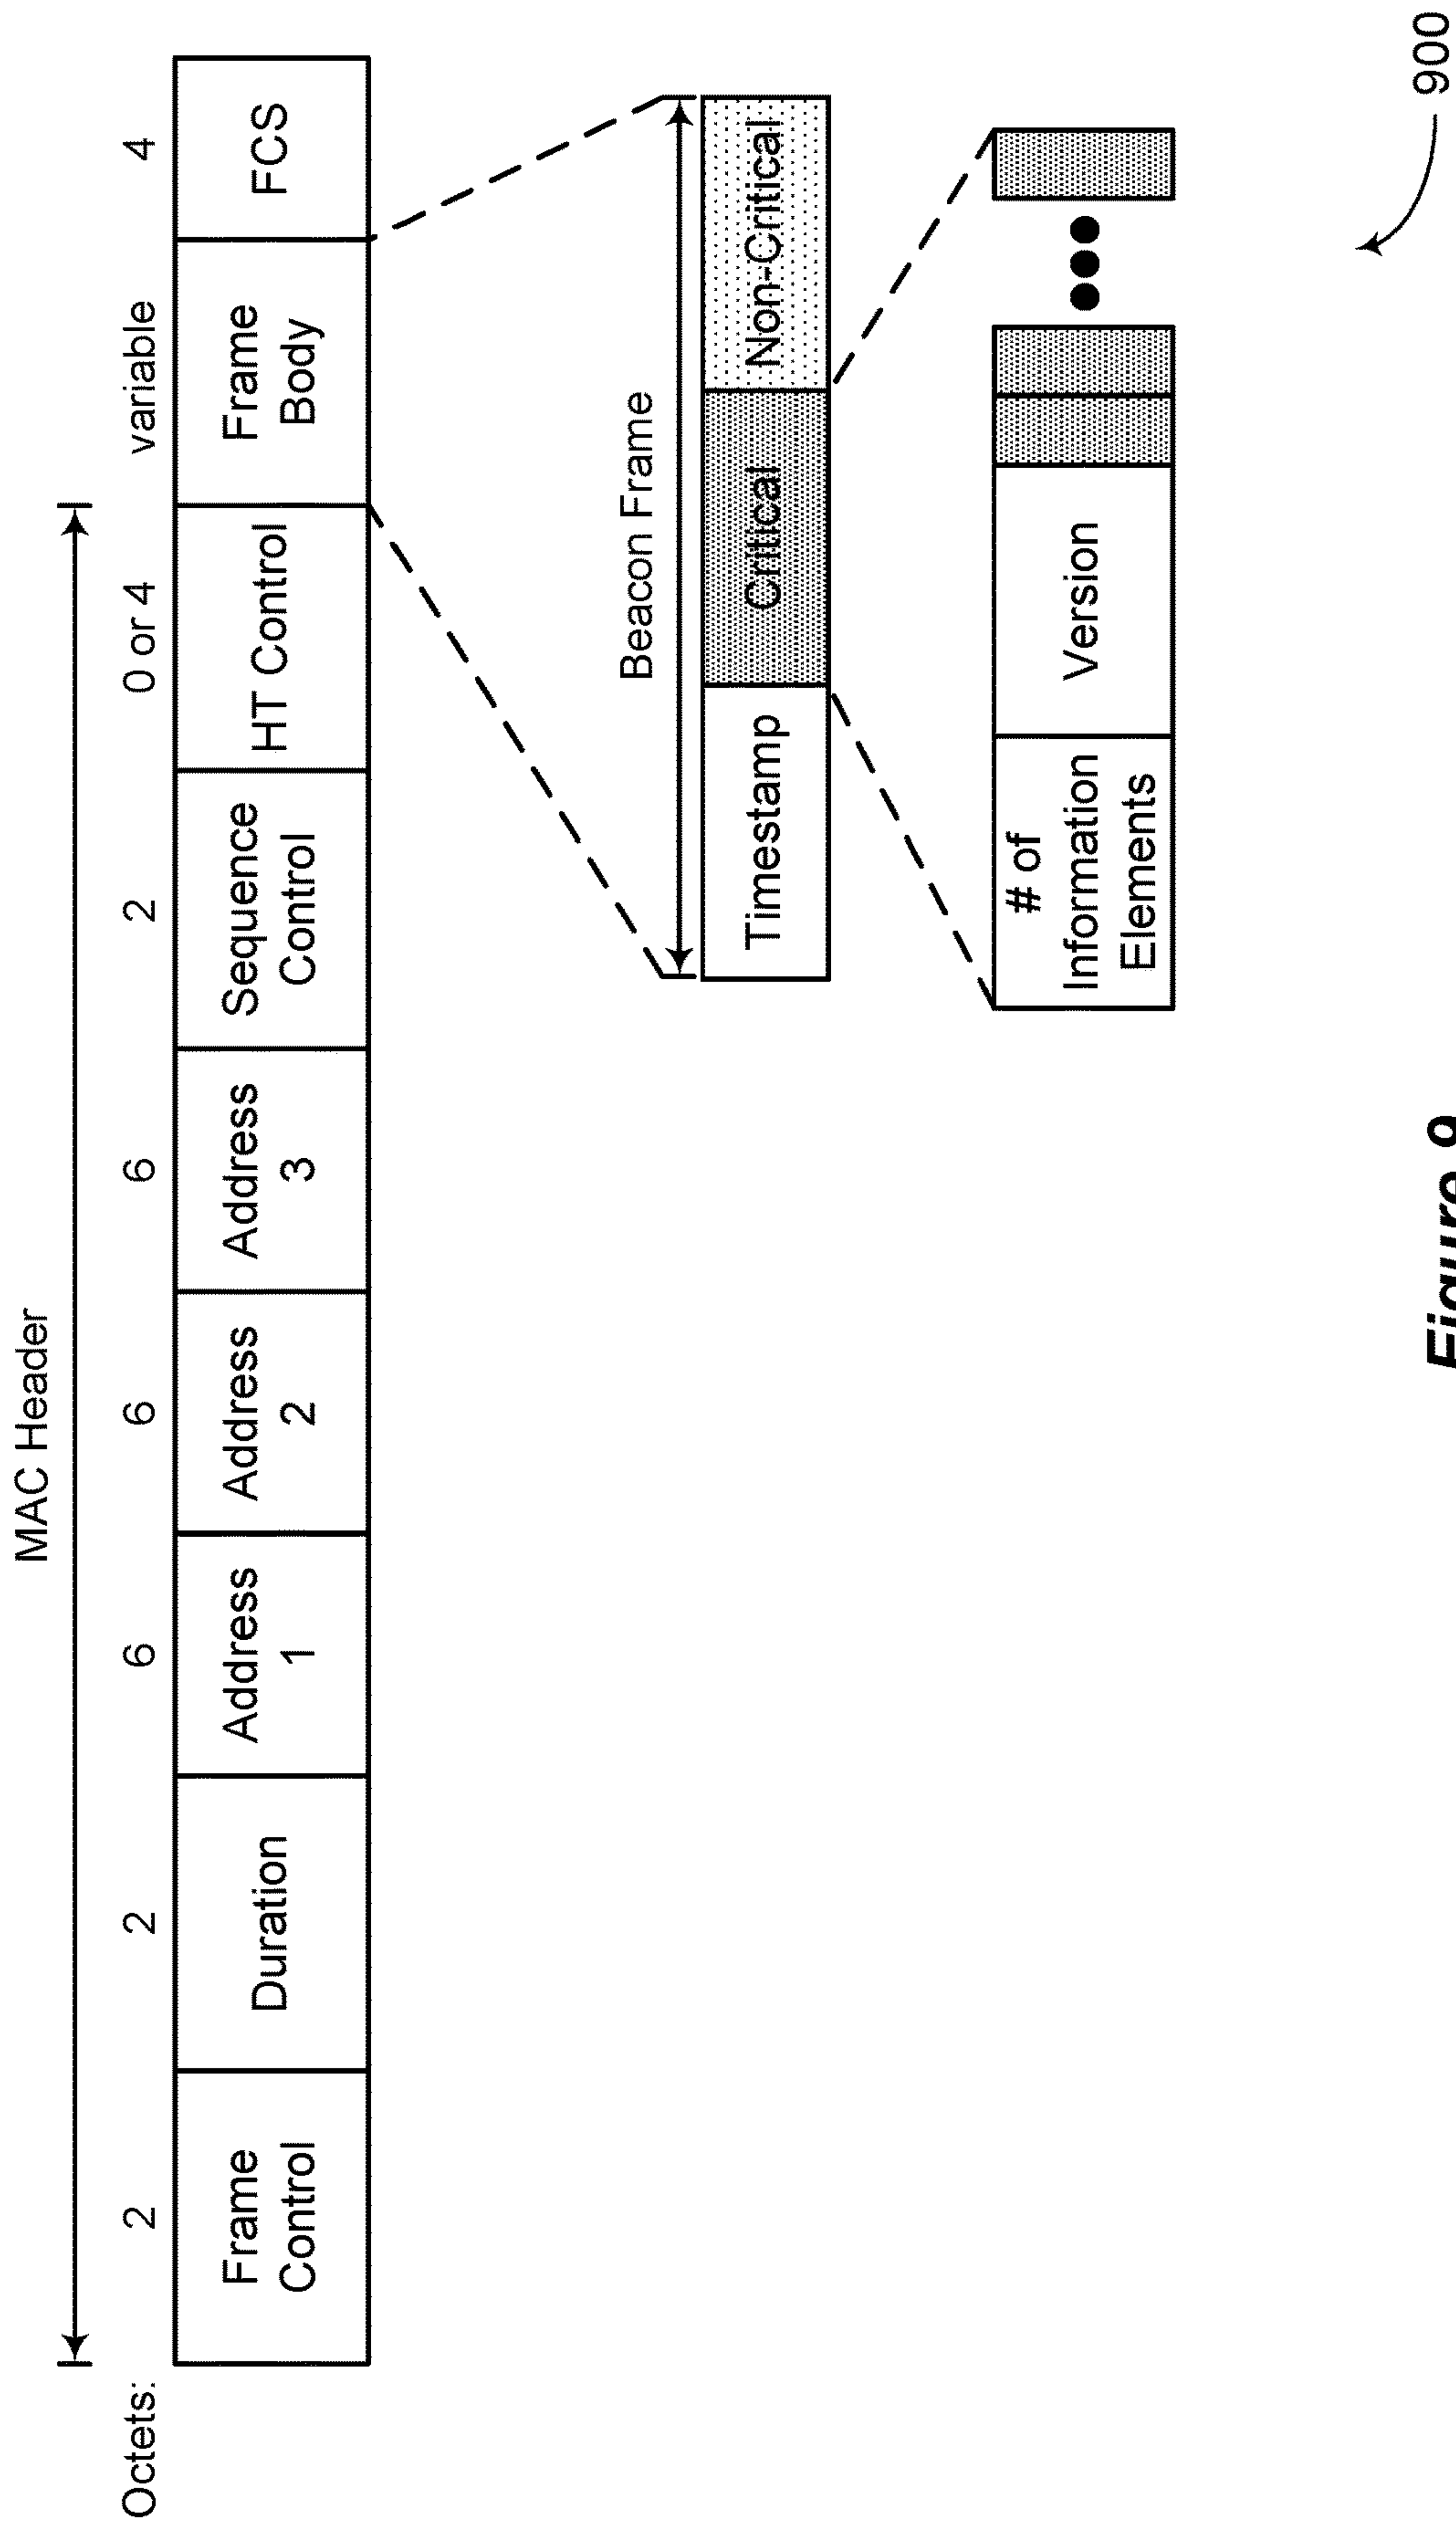 MAC Header
Octets: 2 2 6 6 6 2 0 or 4 variable 4
Frame Control
Duration
Address 1
Address 2
Address 3
Sequence Control
HT Control
Frame Body
FCS
Beacon Frame
Timestamp
Critical
Non-Critical
# of
Information
Elements
Version
900
Figure 9